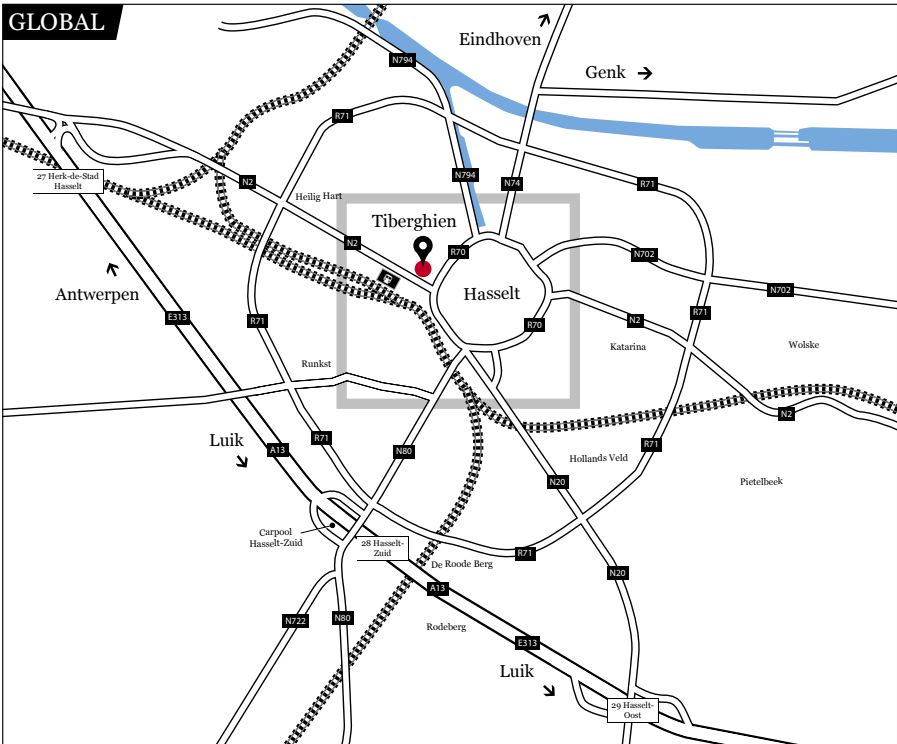 GLOBAL
Eindhoven
Genk
N794
R71
27 Herk-de-Stad
Hasselt
N2
Heilig Hart
N794
N74
R71
Tiberghien
N2
R70
N702
Antwerpen
Hasselt
N702
E313
R71
R70
N2
R71
Katarina
Wolske
Runkst
N2
Luik
R71
A13
N80
R71
Hollands Veld
N20
Pietelbeek
Carpool
Hasselt-Zuid
28 Hasselt-
Zuid
R71
De Roode Berg
N20
A13
N722
N80
Rodeberg
E313
Luik
29 Hasselt-
Oost